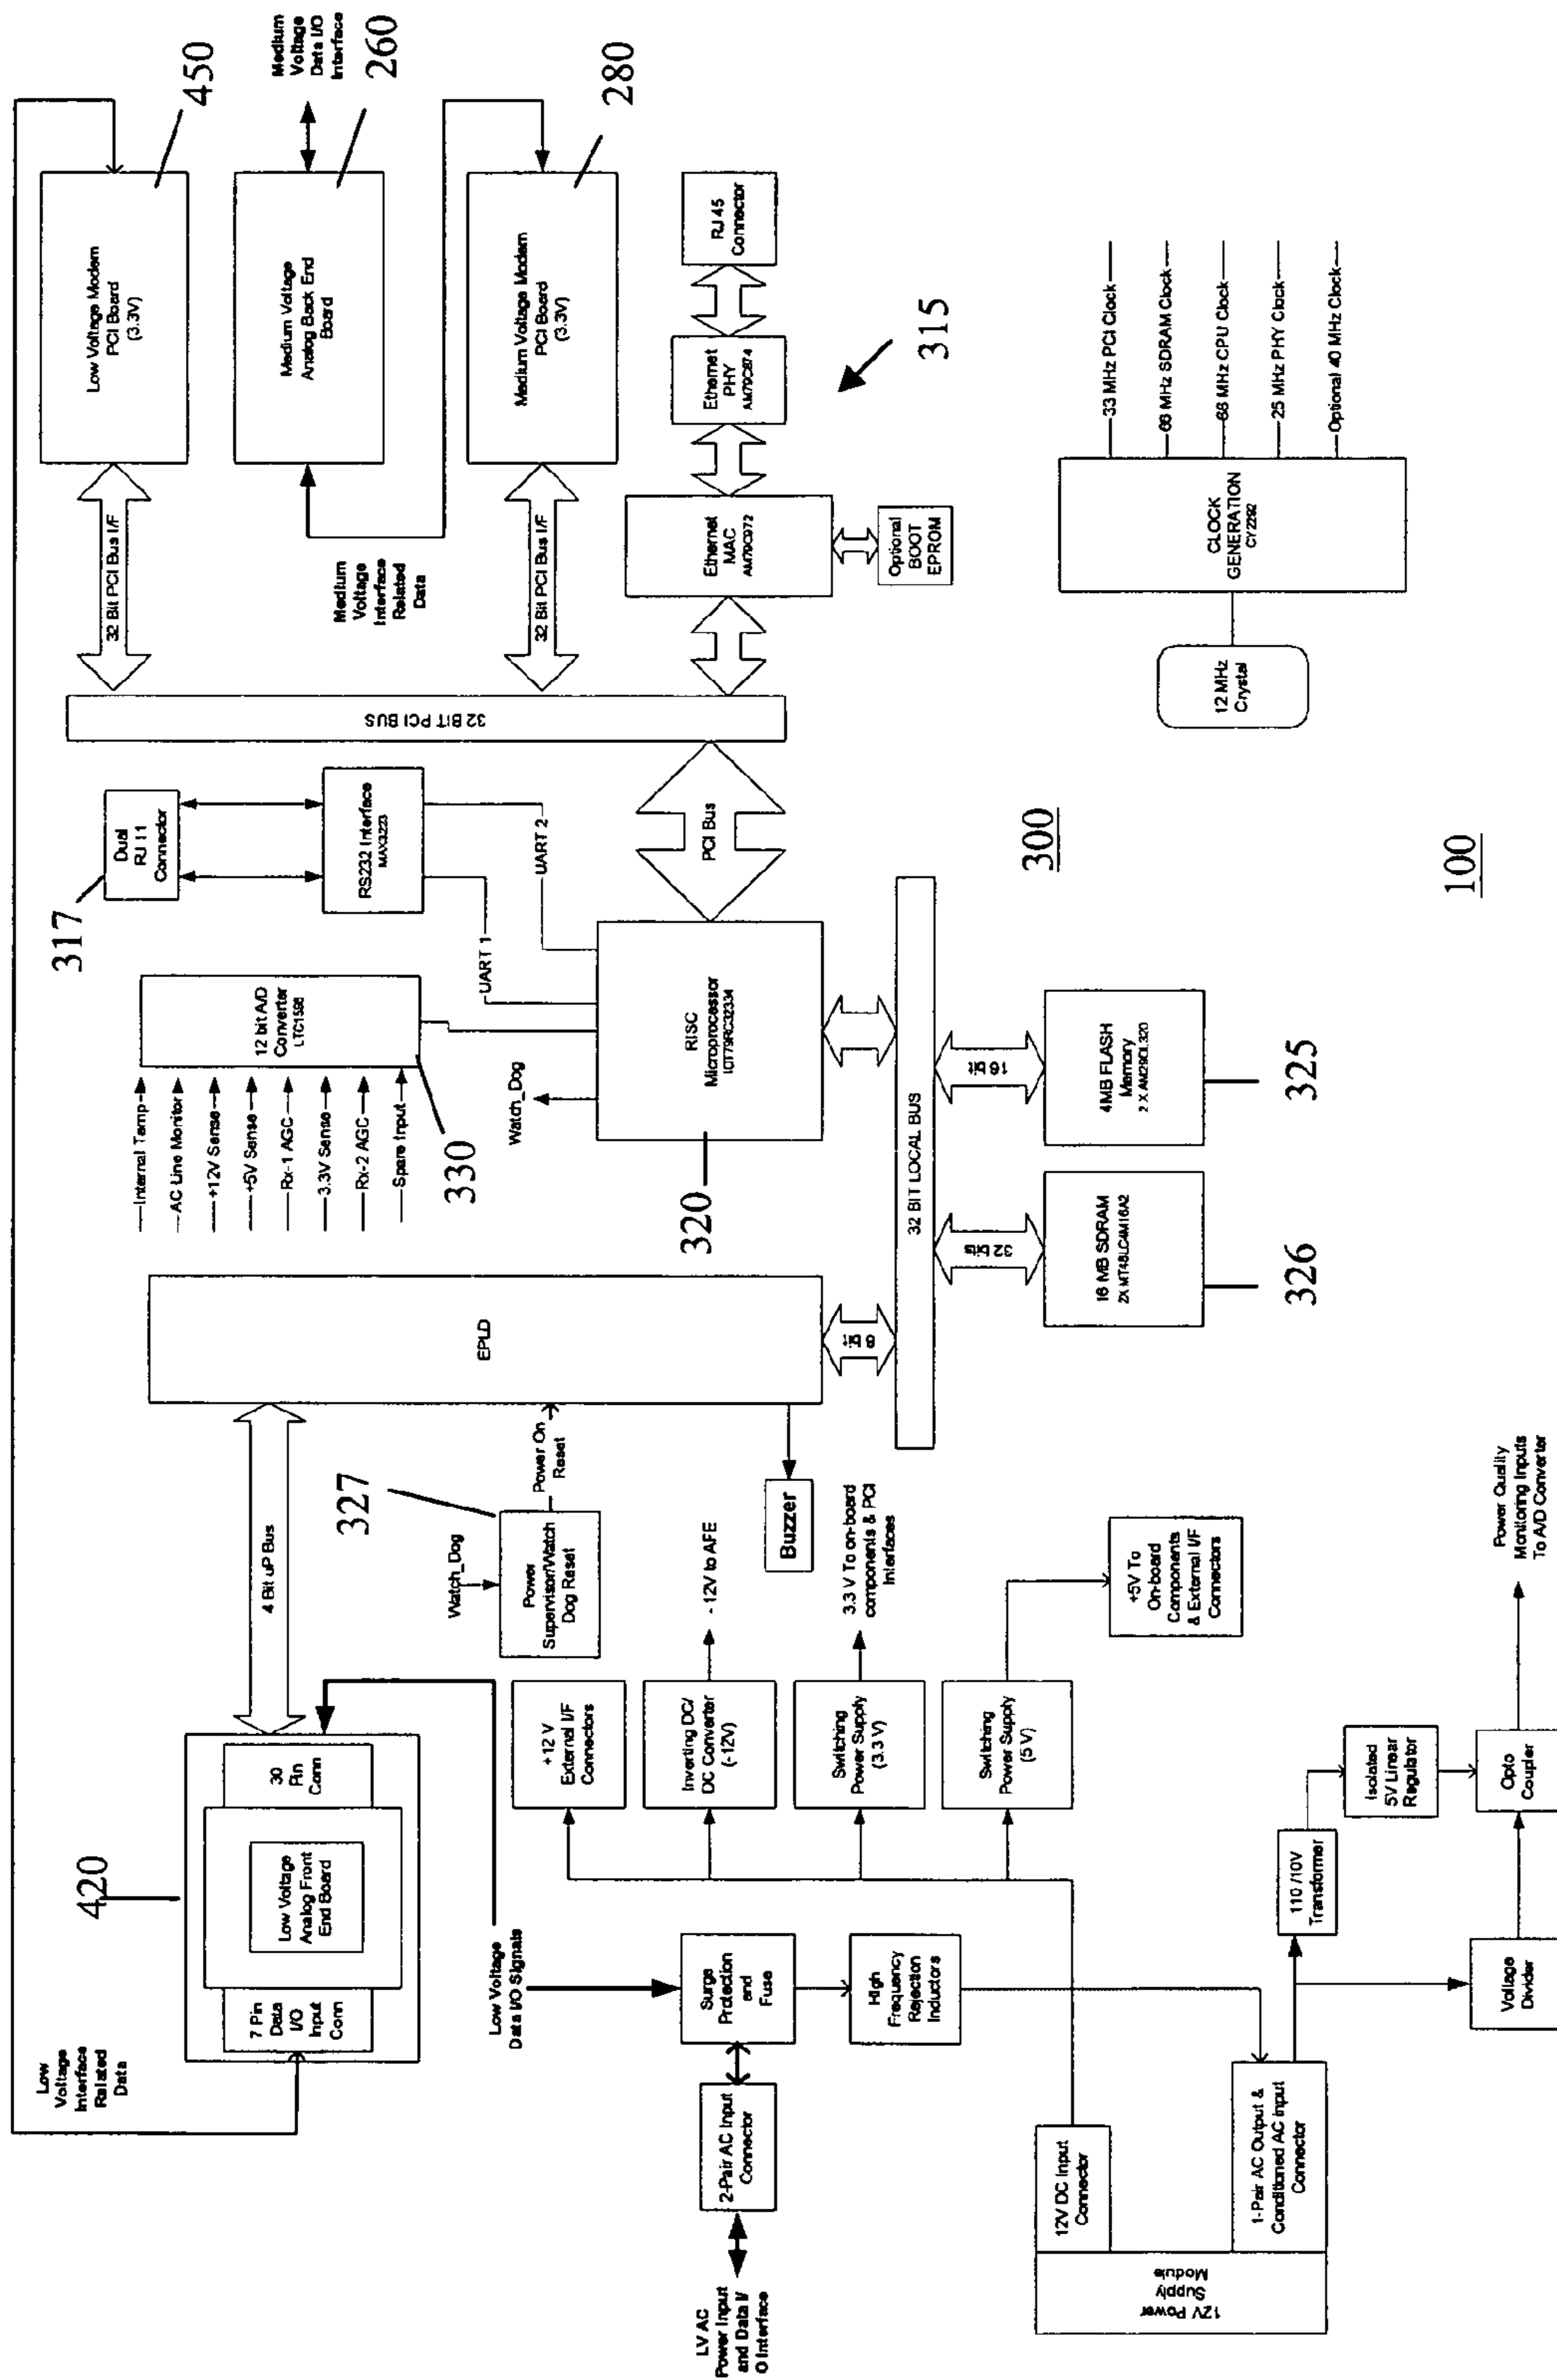 Low
Voltage
Interface
Related
Data
7 Pin
Data
I/O
Input
Conn
Low Voltage
Analog Front
End Board
30
Pin
Conn
420
4 Bit uP Bus
Low Voltage
Data I/O Signals
Watch_Dog
Power
Supervisor/Watch
Dog Reset
327
Power On
Reset
EPLD
Buzzer
8 Bit
Internal Temp
AC Line Monitor
+12V Sense
+5V Sense
Rx-1 AGC
3.3V Sense
Rx-2 AGC
Spare Input
12 bit A/D
Converter
LTC1598
330
Watch_Dog
317
Dual
RJ 11
Connector
RS232 Interface
MAX3223
UART 1
UART 2
RISC
Microprocessor
320
PCI Bus
32 BIT PCI BUS
32 Bit PCI Bus I/F
Low Voltage Modem
PCI Board
(3.3V)
450
Medium Voltage
Analog Back End
Board
260
Medium
Voltage
Data I/O
Interface
Medium
Voltage
Interface
Related
Data
32 Bit PCI Bus I/F
Medium Voltage Modem
PCI Board
(3.3V)
280
Ethernet
MAC
AM79C972
Ethernet
PHY
AM79C874
RJ 45
Connector
315
Optional
BOOT
EPROM
32 BIT LOCAL BUS
32 bits
16 bit
16 MB SDRAM
2X MT48LC4M16A2
326
4MB FLASH
Memory
325
300
100
12 MHz
Crystal
CLOCK
GENERATION
CY2292
33 MHz PCI Clock
66 MHz SDRAM Clock
66 MHz CPU Clock
25 MHz PHY Clock
Optional 40 MHz Clock
LV AC
Power Input
and Data I/
O Interface
2-Pair AC Input
Connector
Surge
Protection
and
Fuse
High
Frequency
Rejection
Inductors
+12 V
External I/F
Connectors
Inverting DC/
DC Converter
(-12V)
- 12V to AFE
Switching
Power Supply
(3.3 V)
3.3 V To on-board
components & PCI
Interfaces
Switching
Power Supply
(5 V)
+5V To
On-board
Components
& External I/F
Connectors
12V Power
Supply
Module
12V DC Input
Connector
1-Pair AC Output &
Conditioned AC Input
Connector
110 /10V
Transformer
Isolated
5V Linear
Regulator
Voltage
Divider
Opto
Coupler
Power Quality
Monitoring Inputs
To A/D Converter